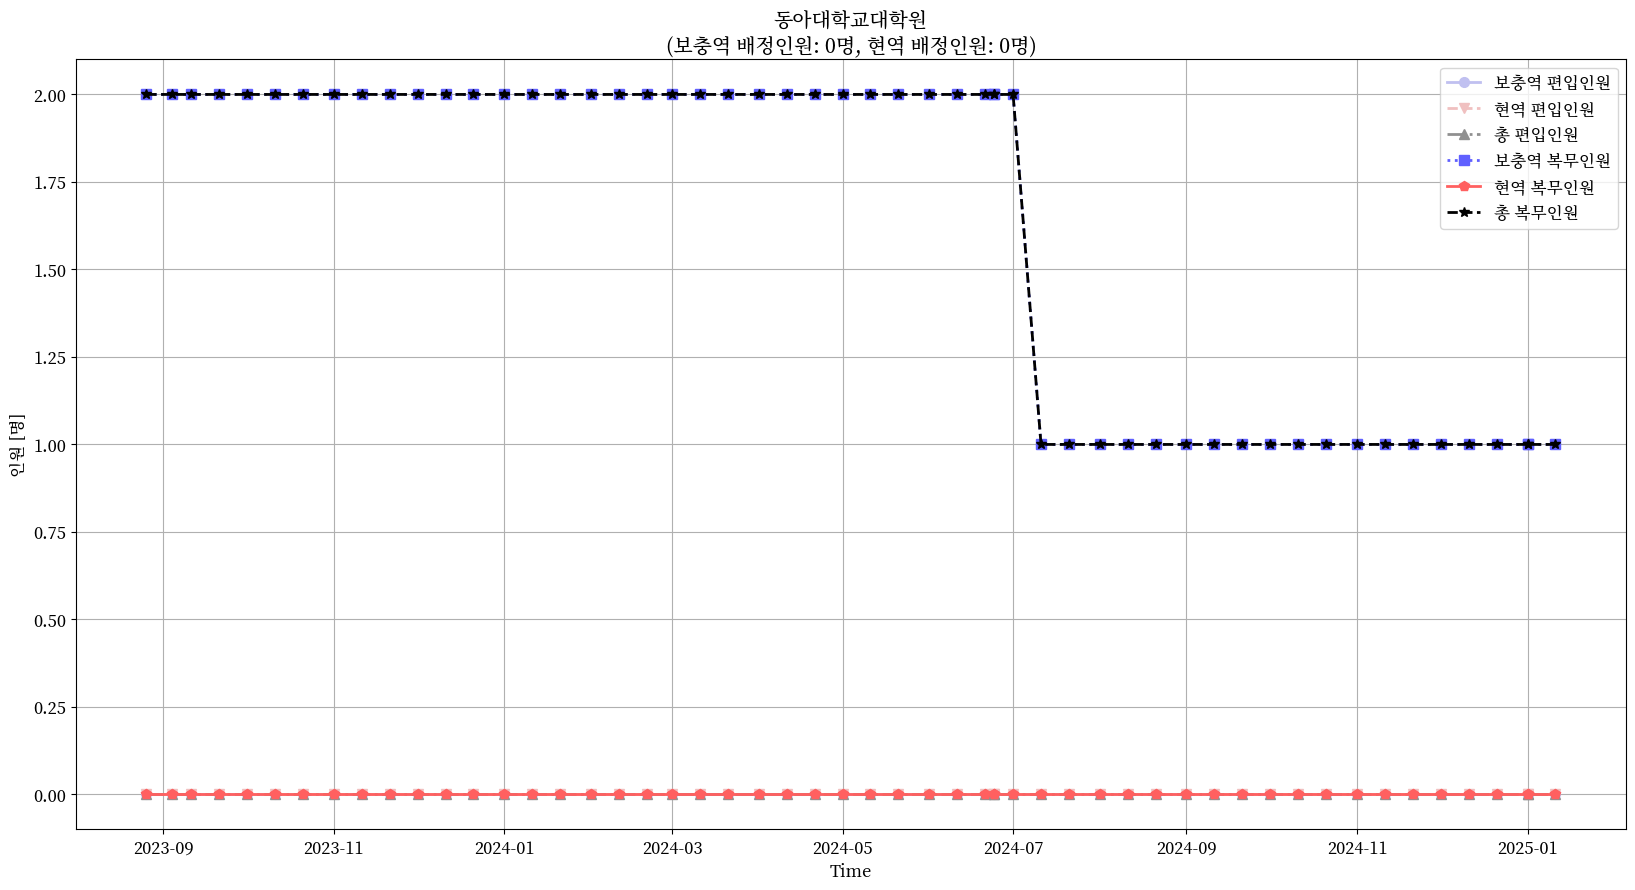 동아대학교대학원
(보충역 배정인원: 0명, 현역 배정인원: 0명)
보충역 편입인원
현역 편입인원
총 편입인원
보충역 복무인원
현역 복무인원
총 복무인원
인원 [명]
2.00
1.75
1.50
1.25
1.00
0.75
0.50
0.25
0.00
2023-09
2023-11
2024-01
2024-03
2024-05
2024-07
2024-09
2024-11
2025-01
Time